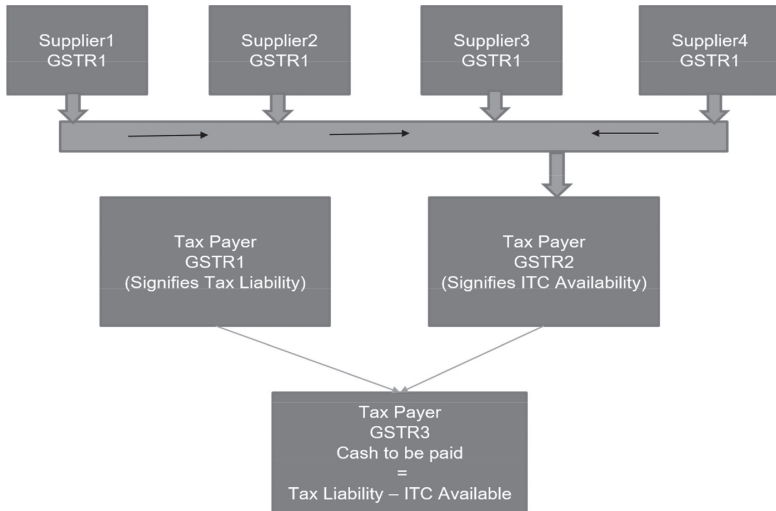 Supplier1
GSTR1
Supplier2
GSTR1
Supplier3
GSTR1
Supplier4
GSTR1
Tax Payer
GSTR1
(Signifies Tax Liability)
Tax Payer
GSTR2
(Signifies ITC Availability)
Tax Payer
GSTR3
Cash to be paid
=
Tax Liability – ITC Available